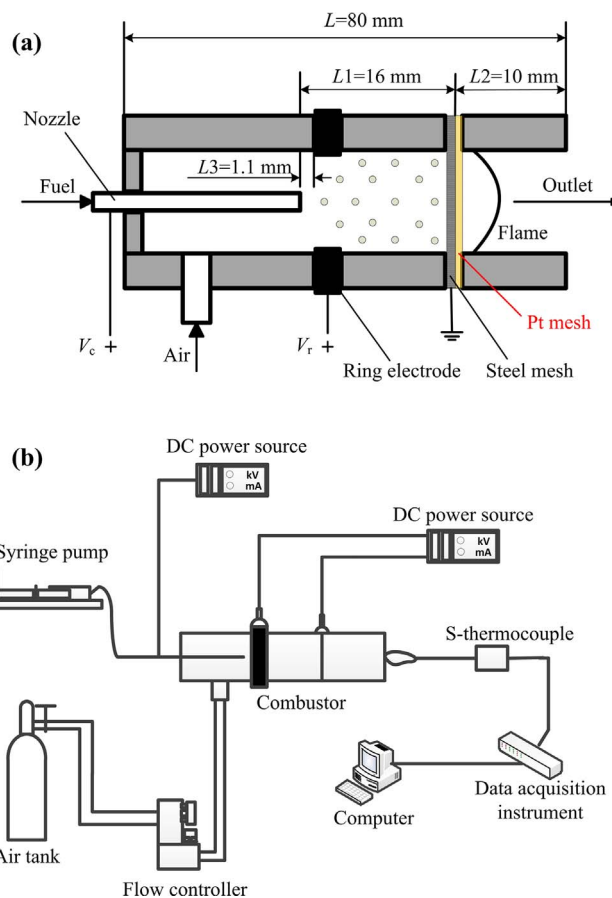 (a)
L=80 mm
L1=16 mm
L2=10 mm
Nozzle
L3=1.1 mm
Fuel
Outlet
Flame
Pt mesh
Vc +
Air
Vr +
Ring electrode
Steel mesh
(b)
DC power source
kV
mA
DC power source
kV
mA
Syringe pump
S-thermocouple
Combustor
Computer
Data acquisition
instrument
Air tank
Flow controller